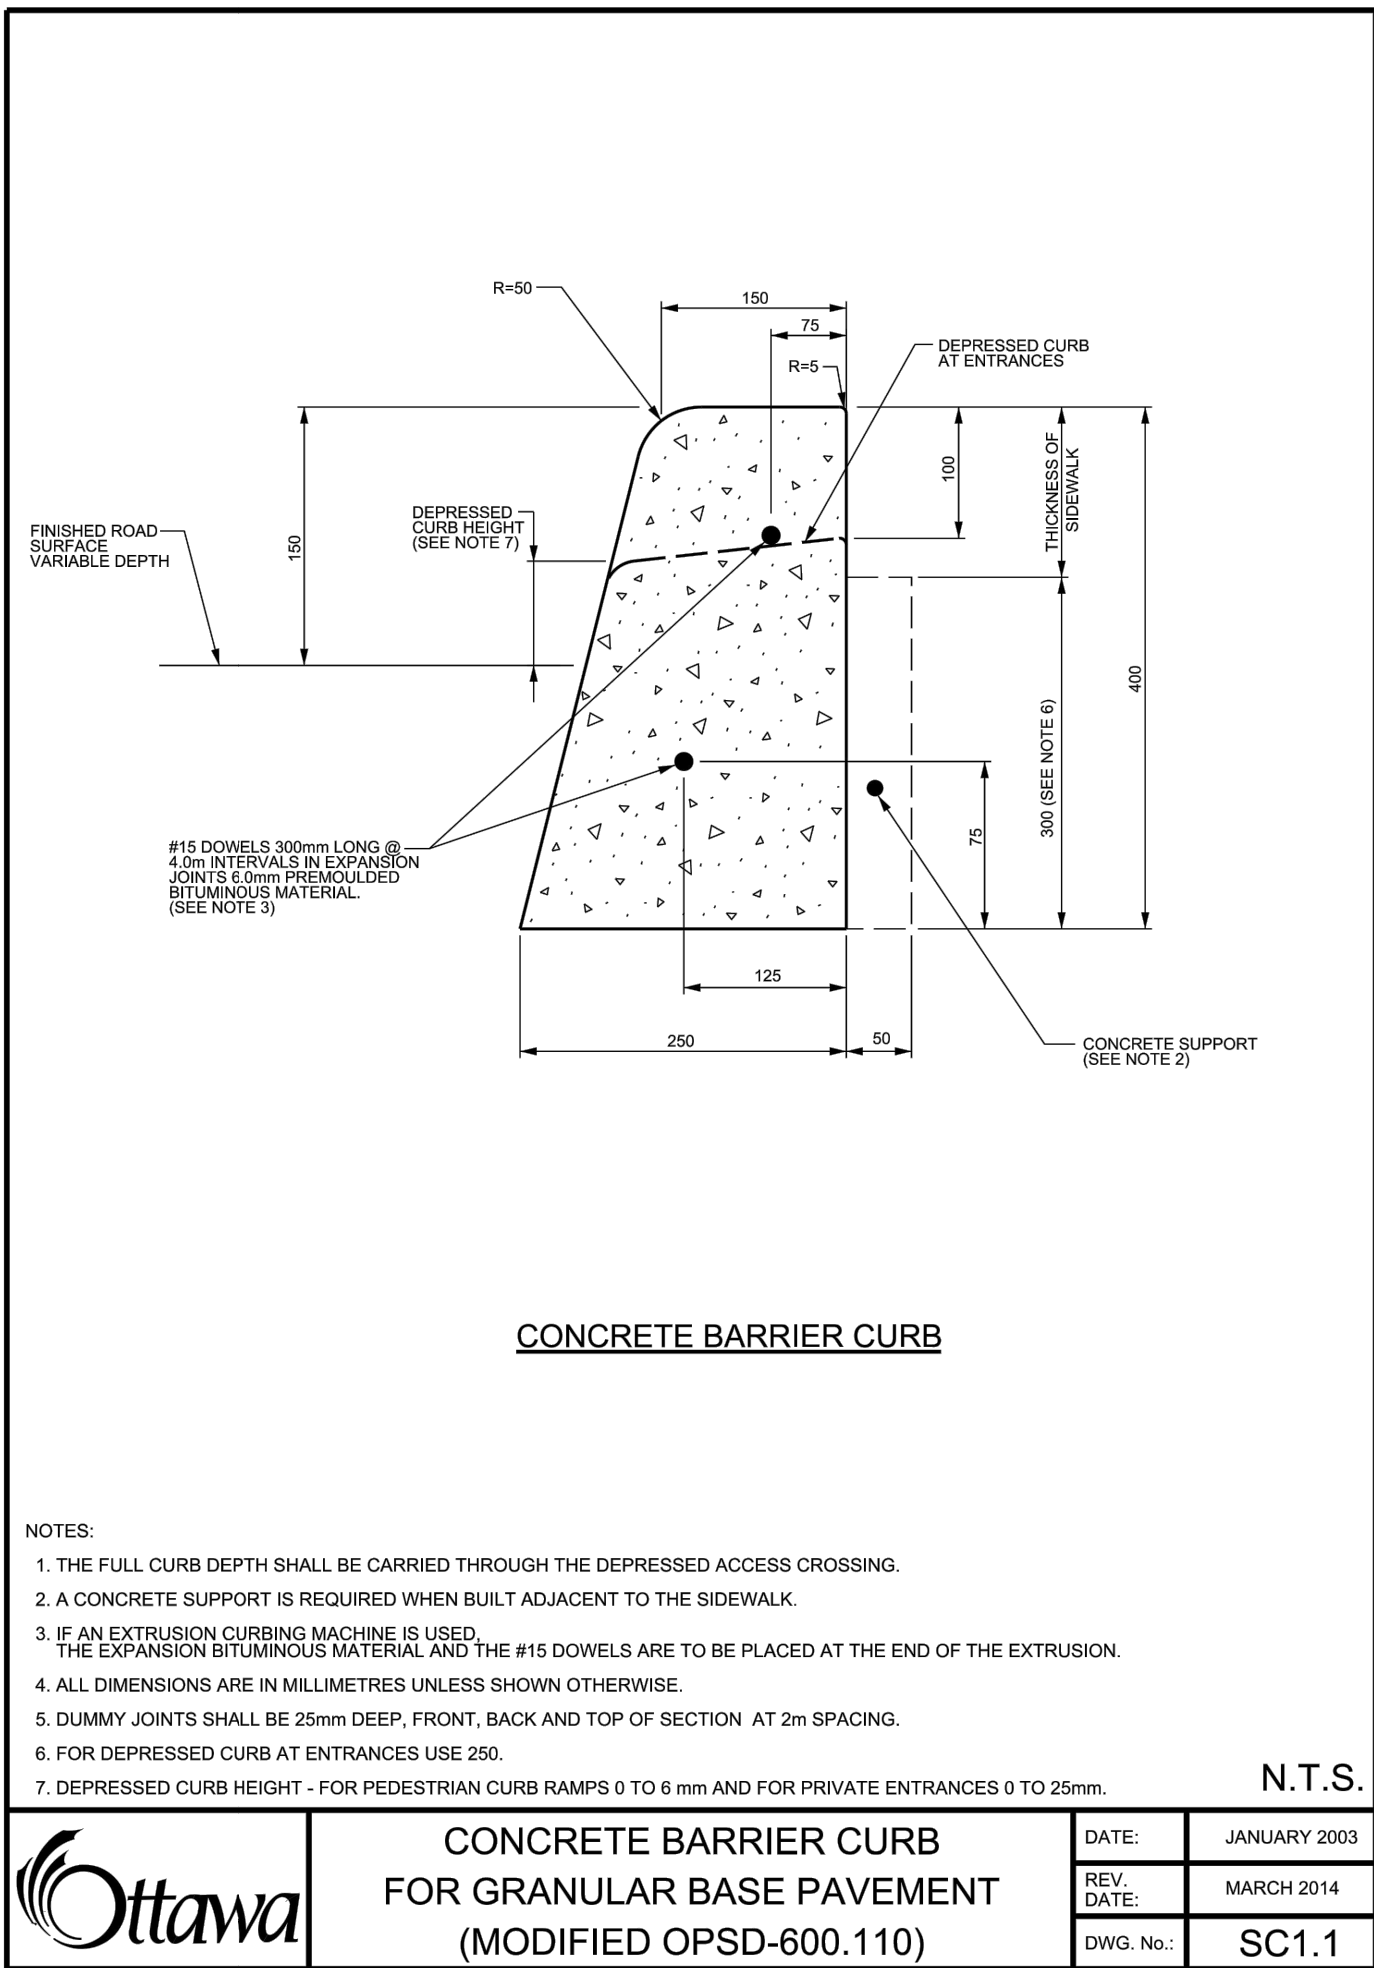 R=50
150
75
R=5
DEPRESSED CURB
AT ENTRANCES
100
THICKNESS OF
SIDEWALK
DEPRESSED
CURB HEIGHT
(SEE NOTE 7)
FINISHED ROAD
SURFACE
VARIABLE DEPTH
150
400
300 (SEE NOTE 6)
75
#15 DOWELS 300mm LONG @
4.0m INTERVALS IN EXPANSION
JOINTS 6.0mm PREMOULDED
BITUMINOUS MATERIAL.
(SEE NOTE 3)
125
250
50
CONCRETE SUPPORT
(SEE NOTE 2)
CONCRETE BARRIER CURB
NOTES:
1. THE FULL CURB DEPTH SHALL BE CARRIED THROUGH THE DEPRESSED ACCESS CROSSING.
2. A CONCRETE SUPPORT IS REQUIRED WHEN BUILT ADJACENT TO THE SIDEWALK.
3. IF AN EXTRUSION CURBING MACHINE IS USED,
THE EXPANSION BITUMINOUS MATERIAL AND THE #15 DOWELS ARE TO BE PLACED AT THE END OF THE EXTRUSION.
4. ALL DIMENSIONS ARE IN MILLIMETRES UNLESS SHOWN OTHERWISE.
5. DUMMY JOINTS SHALL BE 25mm DEEP, FRONT, BACK AND TOP OF SECTION AT 2m SPACING.
6. FOR DEPRESSED CURB AT ENTRANCES USE 250.
7. DEPRESSED CURB HEIGHT - FOR PEDESTRIAN CURB RAMPS 0 TO 6 mm AND FOR PRIVATE ENTRANCES 0 TO 25mm.
N.T.S.
Ottawa
CONCRETE BARRIER CURB
FOR GRANULAR BASE PAVEMENT
(MODIFIED OPSD-600.110)
DATE:
JANUARY 2003
REV.
DATE:
MARCH 2014
DWG. No.:
SC1.1